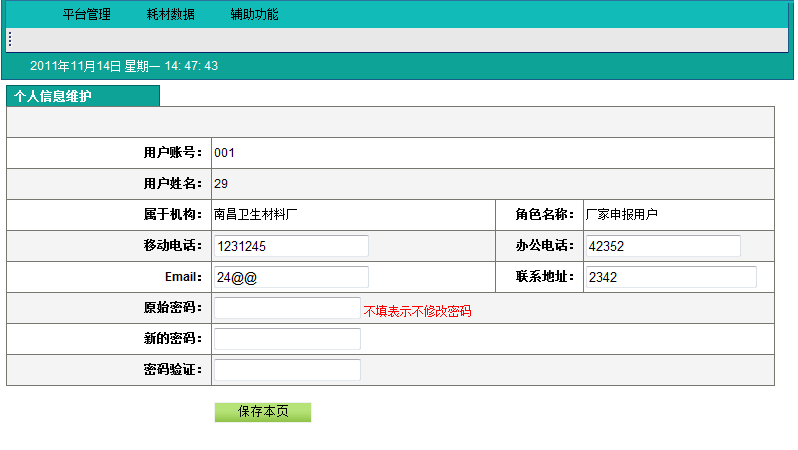 平台管理 耗材数据 辅助功能
2011年11月14日 星期一 14: 47: 43
个人信息维护
用户账号： 001
用户姓名： 29
属于机构： 南昌卫生材料厂 角色名称： 厂家申报用户
移动电话： 1231245 办公电话： 42352
Email： 24@@ 联系地址： 2342
原始密码： 不填表示不修改密码
新的密码：
密码验证：
保存本页